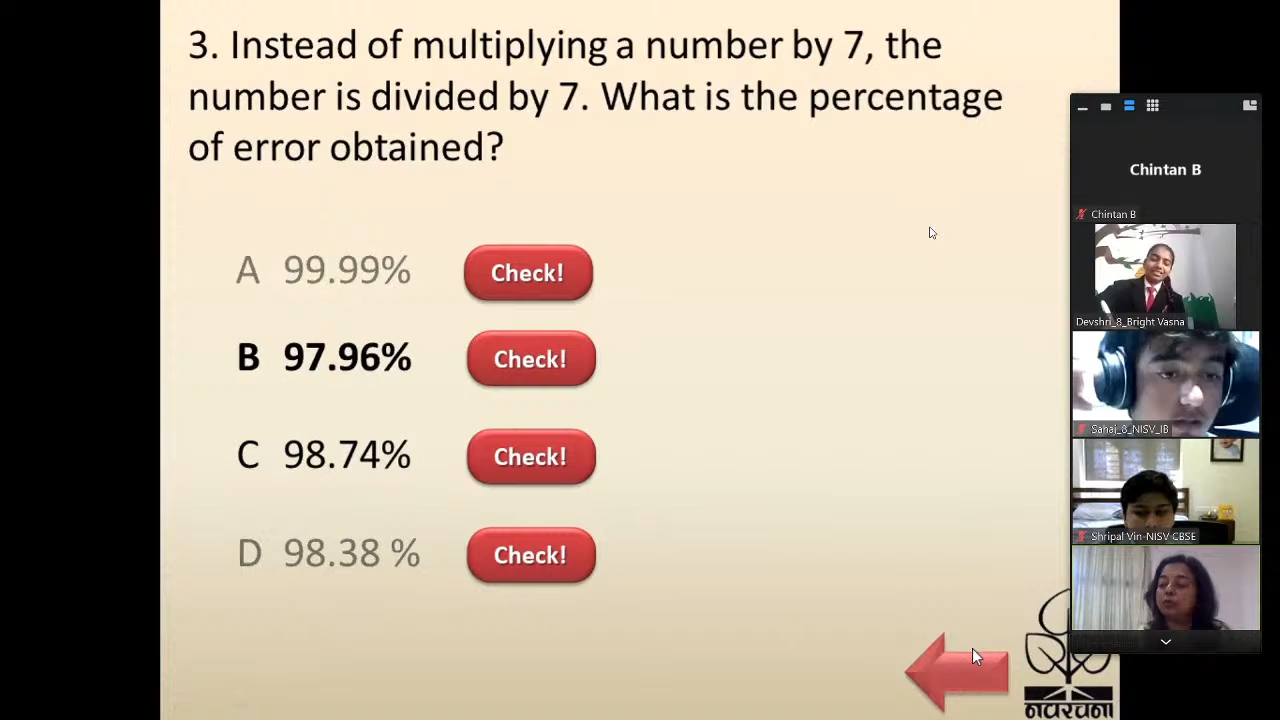 3. Instead of multiplying a number by 7, the
number is divided by 7. What is the percentage
of error obtained?
A 99.99% Check!
B 97.96% Check!
C 98.74% Check!
D 98.38 % Check!
नवरचना
Chintan B
Chintan B
Devshri_8_Bright Vasna
Sahaj_8_NISV_IB
Shripal Vin-NISV CBSE